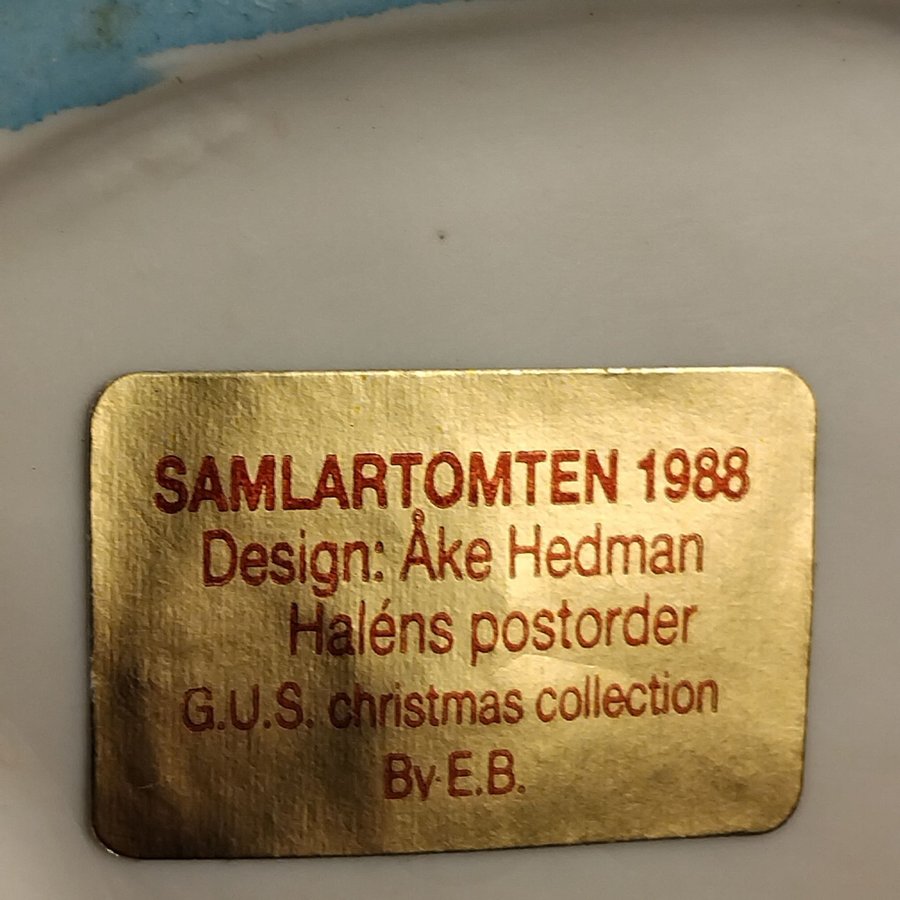 SAMLARTOMTEN 1988
Design: Åke Hedman
Haléns postorder
G.U.S. christmas collection
By E.B.